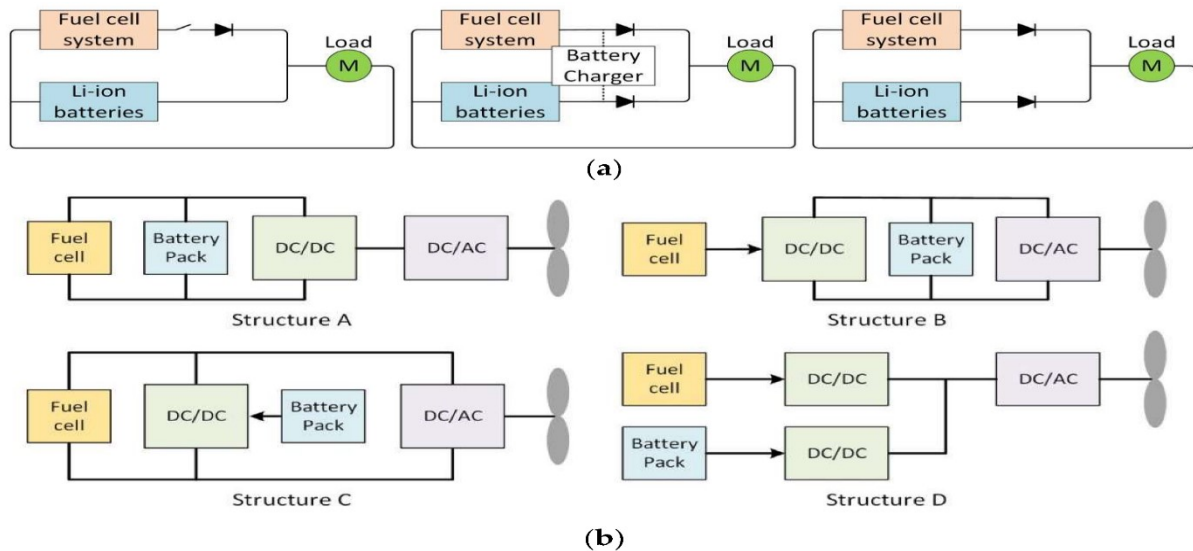 Fuel cell
system
Load
M
Li-ion
batteries
Fuel cell
system
Battery
Charger
Load
M
Li-ion
batteries
Fuel cell
system
Load
M
Li-ion
batteries
(a)
Fuel
cell
Battery
Pack
DC/DC
DC/AC
Structure A
Fuel
cell
DC/DC
Battery
Pack
DC/AC
Structure B
Fuel
cell
DC/DC
Battery
Pack
DC/AC
Structure C
Fuel
cell
DC/DC
DC/AC
Battery
Pack
DC/DC
Structure D
(b)